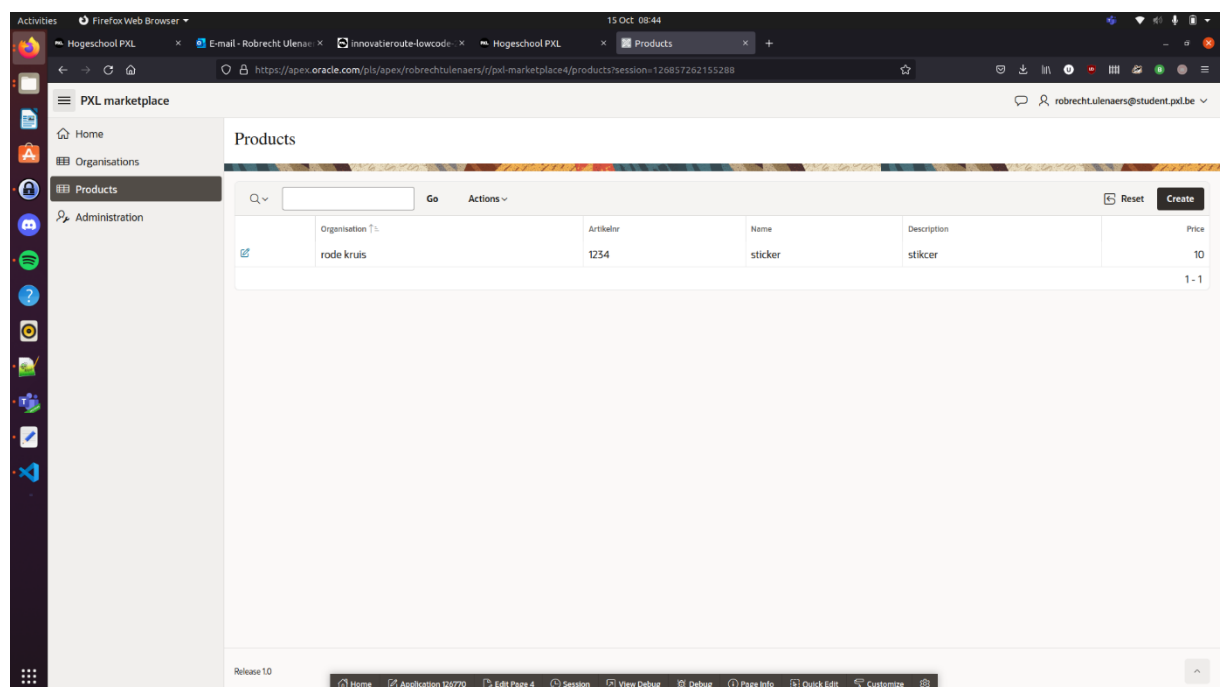 Activities Firefox Web Browser 15 Oct 08:44
Hogeschool PXL E-mail - Robrecht Ulenae innovatieroute-lowcode- Hogeschool PXL Products
https://apex.oracle.com/pls/apex/robrechtulenaers/r/pxl-marketplace4/products?session=126857262155288
PXL marketplace robrecht.ulenaers@student.pxl.be
Home
Products
Organisations
Products
Go Actions Reset Create
Administration
Organisation Artikelnr Name Description Price
rode kruis 1234 sticker stikcer 10
1 - 1
Release 1.0
Home Application 126770 Edit Page 4 Session View Debug Debug Page Info Quick Edit Customize